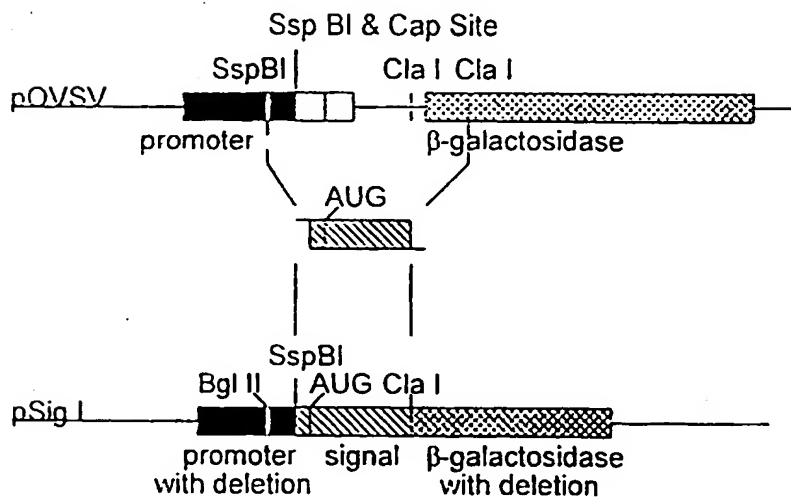 Ssp BI & Cap Site
SspBI
Cla I Cla I
pOVSV
promoter
β-galactosidase
AUG
SspBI
Bgl II
AUG Cla I
pSig I
promoter with deletion
signal
β-galactosidase with deletion